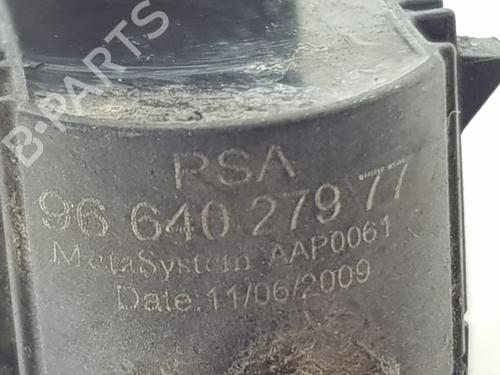 B-PARTS
PSA
96 640 279 77
MetaSystem AAP0061
Date:11/06/2009